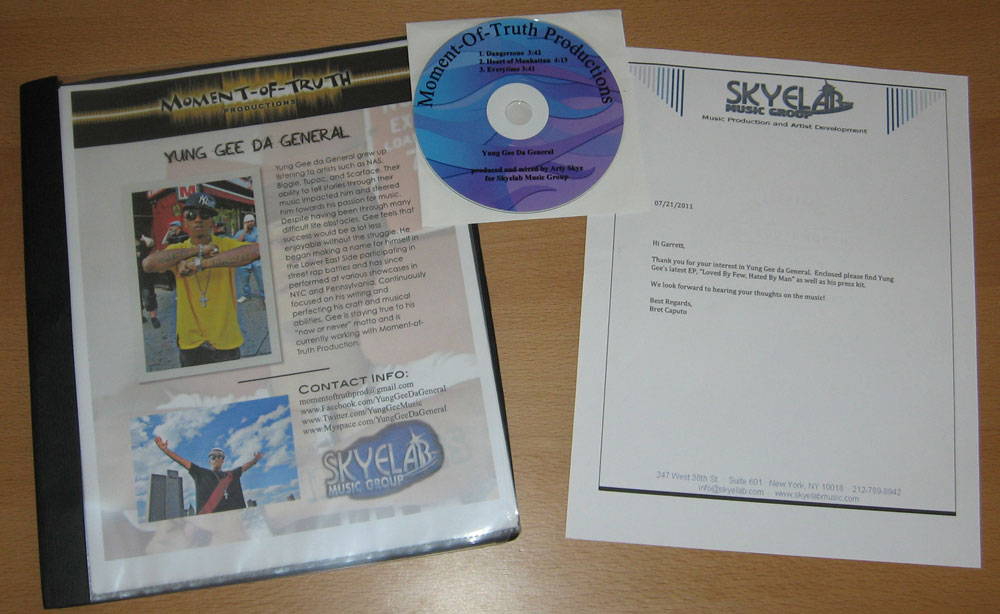 MOMENT-OF-TRUTH
PRODUCTIONS
YUNG GEE DA GENERAL
Yung Gee da General grew up
listening to artists such as NAS,
Biggie, Tupac, and Scarface. Their
ability to tell stories through their
music impacted him and steered
him towards his passion for music.
Despite having been through many
difficult life obstacles, Gee feels that
success would be a lot less
enjoyable without the struggle. He
began making a name for himself in
the Lower East Side participating in
street rap battles and has since
performed at various showcases in
NYC and Pennsylvania. Continuously
focused on his writing and
perfecting his craft and musical
abilities, Gee is staying true to his
"now or never" motto and is
currently working with Moment-of-
Truth Production.
CONTACT INFO:
momentoftruthprod@gmail.com
www.Facebook.com/YungGeeDaGeneral
www.Twitter.com/YungGeeMusic
www.Myspace.com/YungGeeDaGeneral
SKYELAB
MUSIC GROUP
Moment-Of-Truth Productions
1. Dangerzone 3:42
2. Heart of Manhattan 4:13
3. Everytime 3:41
Yung Gee Da General
produced and mixed by Arty Skye
for Skyelab Music Group
SKYELAB
MUSIC GROUP
Music Production and Artist Development
07/21/2011
Hi Garrett,
Thank you for your interest in Yung Gee da General. Enclosed please find Yung
Gee's latest EP, "Loved By Few, Hated By Man" as well as his press kit.
We look forward to hearing your thoughts on the music!
Best Regards,
Bret Caputo
347 West 36th St Suite 601 New York, NY 10018 212-789-8942
info@skyelab.com www.skyelabmusic.com